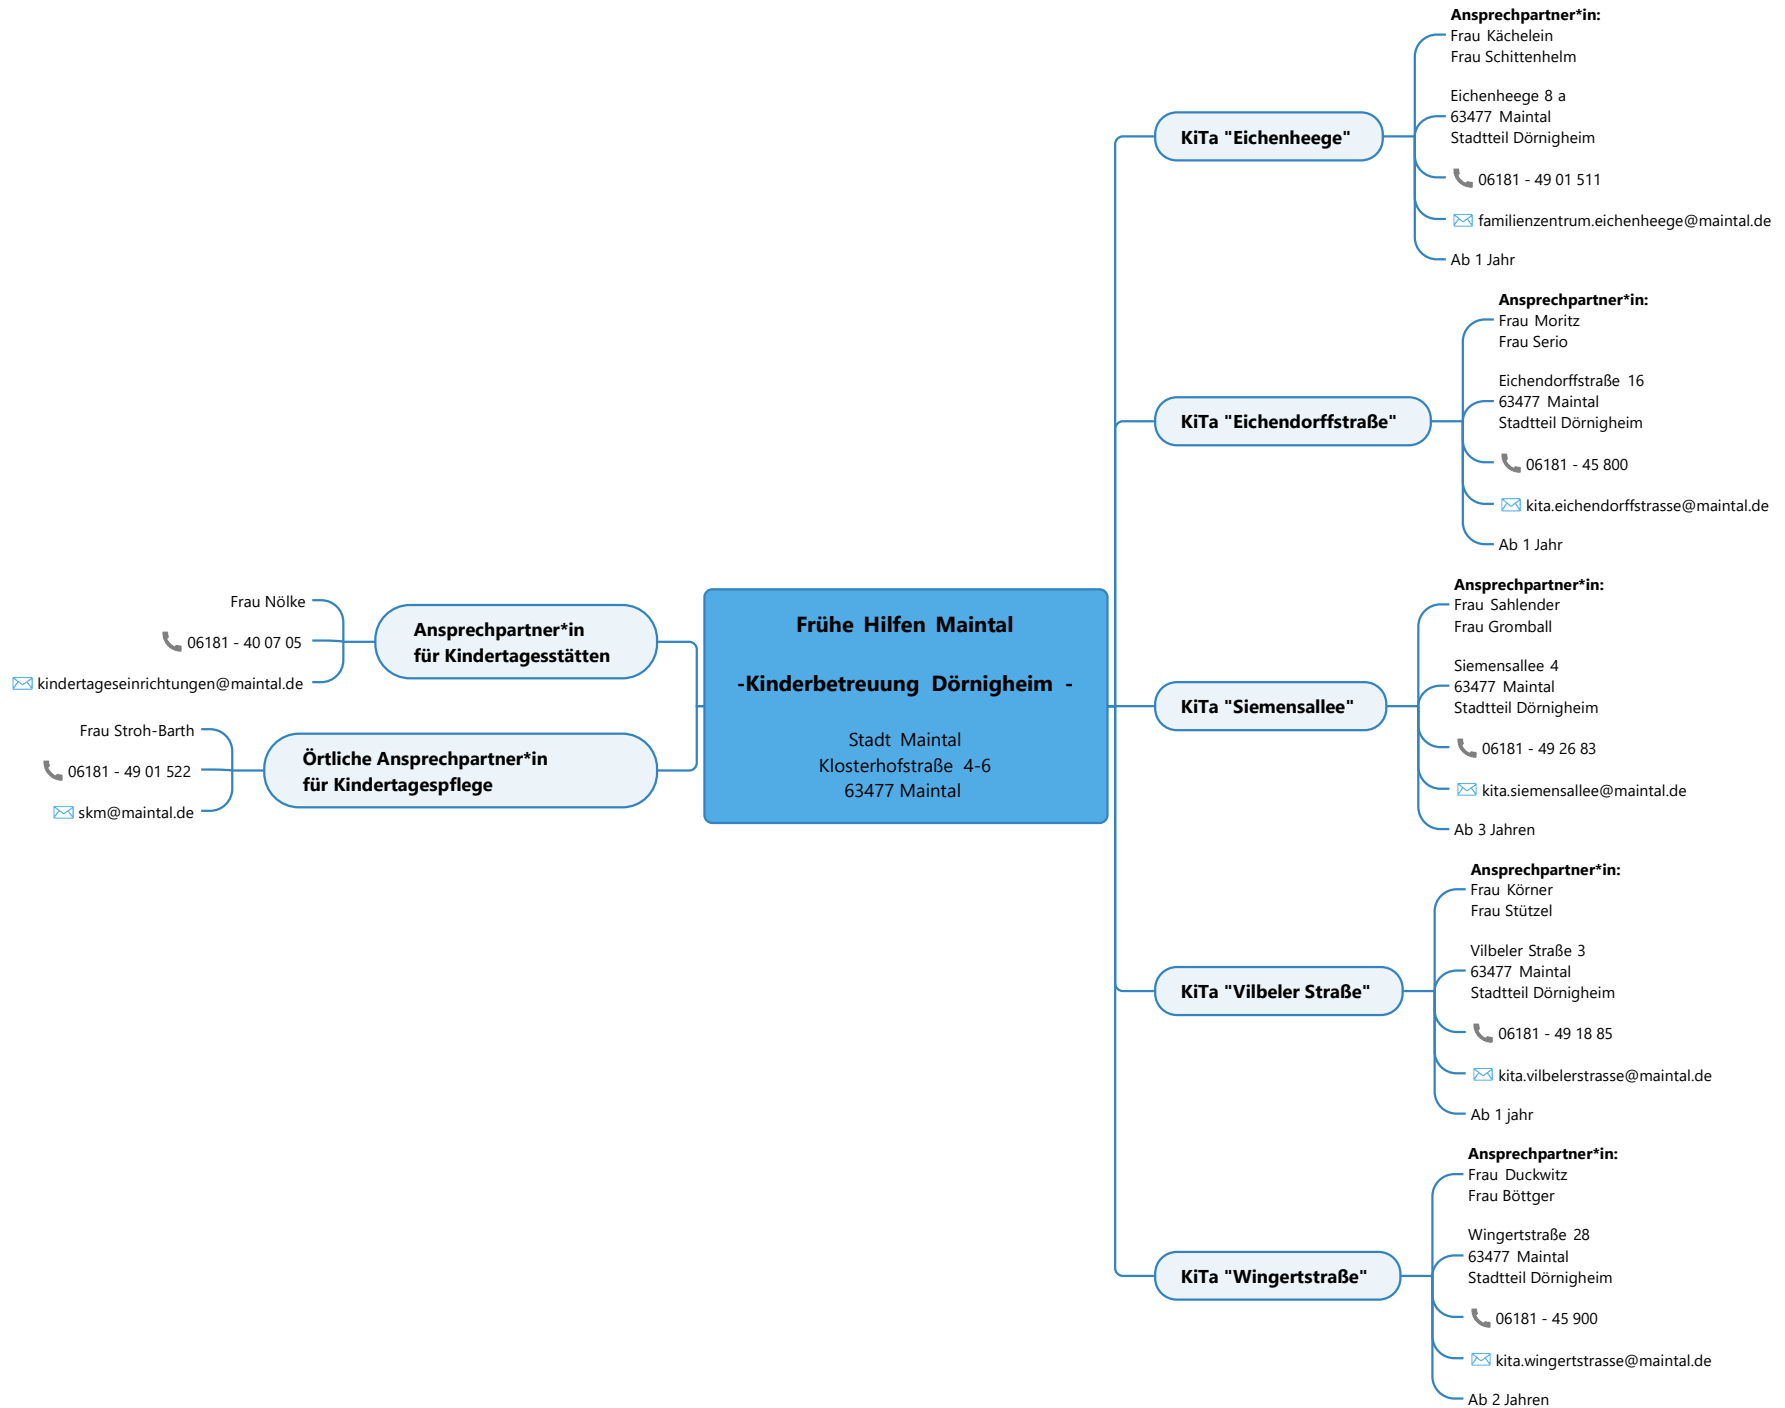 Frühe Hilfen Maintal
-Kinderbetreuung Dörnigheim -
Stadt Maintal
Klosterhofstraße 4-6
63477 Maintal
Ansprechpartner*in
für Kindertagesstätten
Frau Nölke
06181 - 40 07 05
kindertageseinrichtungen@maintal.de
Örtliche Ansprechpartner*in
für Kindertagespflege
Frau Stroh-Barth
06181 - 49 01 522
skm@maintal.de
KiTa "Eichenheege"
Ansprechpartner*in:
Frau Kächelein
Frau Schittenhelm
Eichenheege 8 a
63477 Maintal
Stadtteil Dörnigheim
06181 - 49 01 511
familienzentrum.eichenheege@maintal.de
Ab 1 Jahr
KiTa "Eichendorffstraße"
Ansprechpartner*in:
Frau Moritz
Frau Serio
Eichendorffstraße 16
63477 Maintal
Stadtteil Dörnigheim
06181 - 45 800
kita.eichendorffstrasse@maintal.de
Ab 1 Jahr
KiTa "Siemensallee"
Ansprechpartner*in:
Frau Sahlender
Frau Gromball
Siemensallee 4
63477 Maintal
Stadtteil Dörnigheim
06181 - 49 26 83
kita.siemensallee@maintal.de
Ab 3 Jahren
KiTa "Vilbeler Straße"
Ansprechpartner*in:
Frau Körner
Frau Stützel
Vilbeler Straße 3
63477 Maintal
Stadtteil Dörnigheim
06181 - 49 18 85
kita.vilbelerstrasse@maintal.de
Ab 1 jahr
KiTa "Wingertstraße"
Ansprechpartner*in:
Frau Duckwitz
Frau Böttger
Wingertstraße 28
63477 Maintal
Stadtteil Dörnigheim
06181 - 45 900
kita.wingertstrasse@maintal.de
Ab 2 Jahren